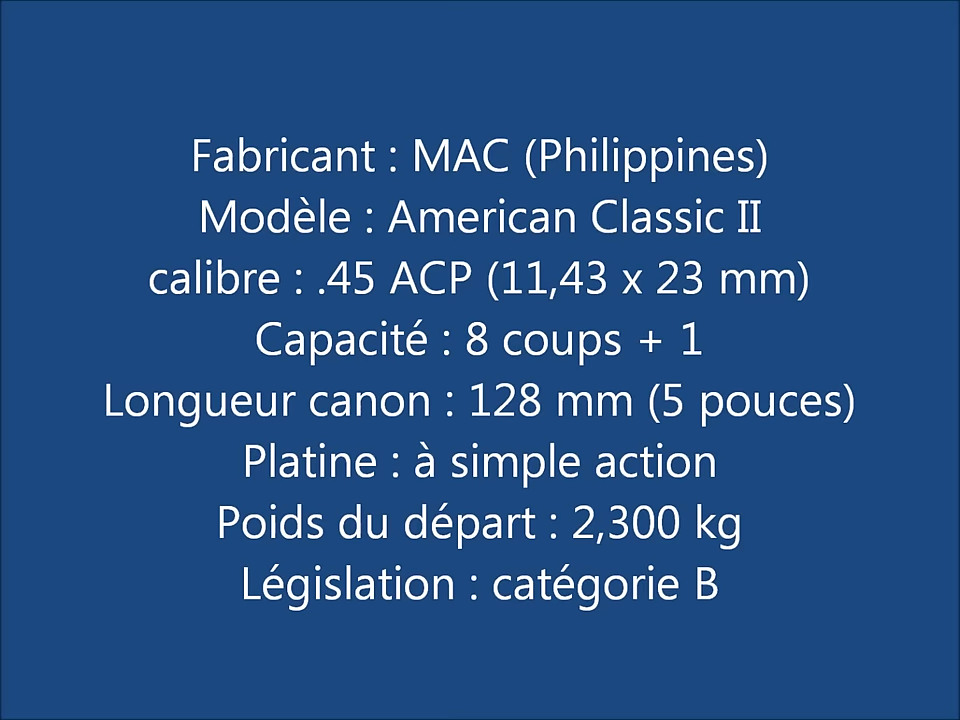 Fabricant : MAC (Philippines)
Modèle : American Classic II
calibre : .45 ACP (11,43 x 23 mm)
Capacité : 8 coups + 1
Longueur canon : 128 mm (5 pouces)
Platine : à simple action
Poids du départ : 2,300 kg
Législation : catégorie B